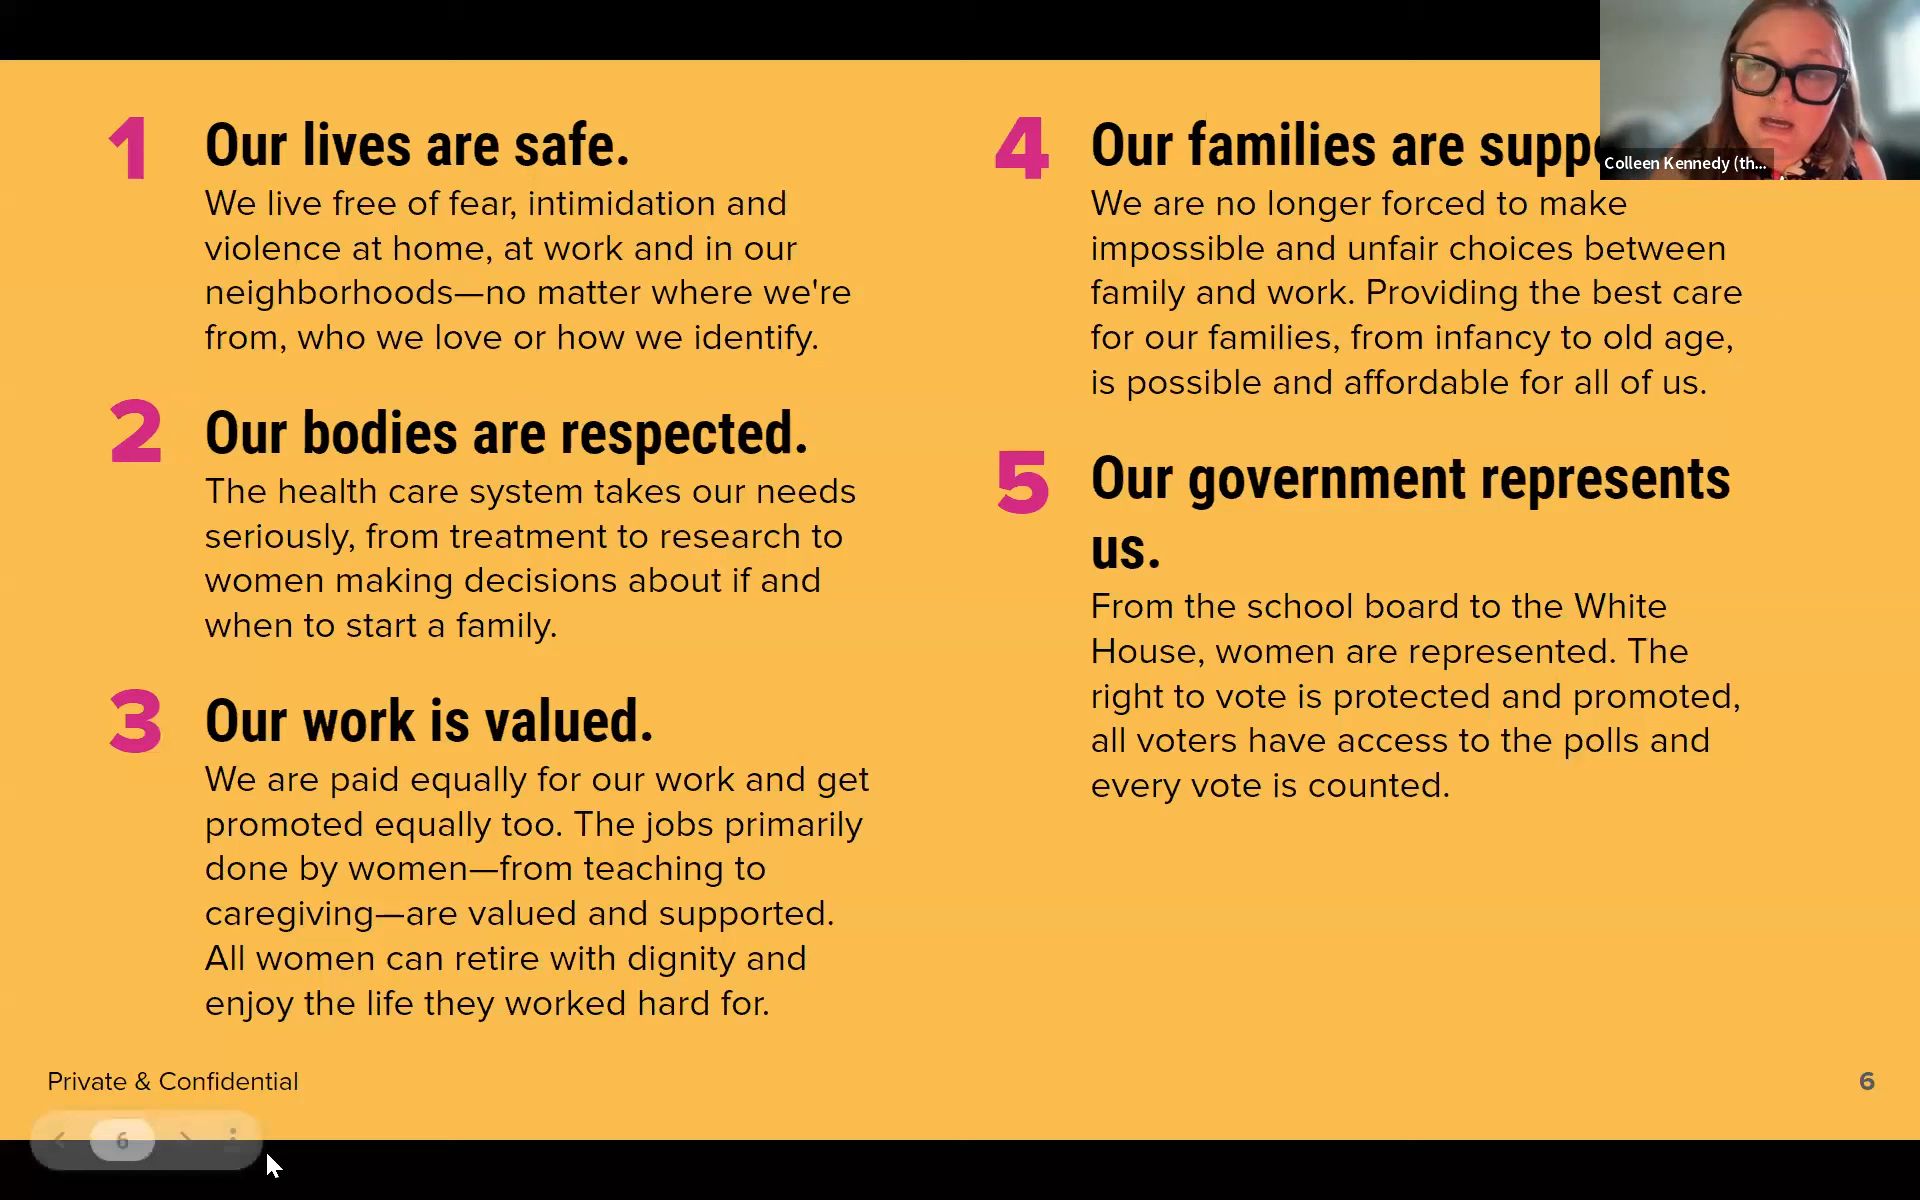 1
Our lives are safe.
We live free of fear, intimidation and
violence at home, at work and in our
neighborhoods—no matter where we're
from, who we love or how we identify.
2
Our bodies are respected.
The health care system takes our needs
seriously, from treatment to research to
women making decisions about if and
when to start a family.
3
Our work is valued.
We are paid equally for our work and get
promoted equally too. The jobs primarily
done by women—from teaching to
caregiving—are valued and supported.
All women can retire with dignity and
enjoy the life they worked hard for.
4
Our families are
We are no longer forced to make
impossible and unfair choices between
family and work. Providing the best care
for our families, from infancy to old age,
is possible and affordable for all of us.
5
Our government represents
us.
From the school board to the White
House, women are represented. The
right to vote is protected and promoted,
all voters have access to the polls and
every vote is counted.
Colleen Kennedy (th...
Private & Confidential
6
6